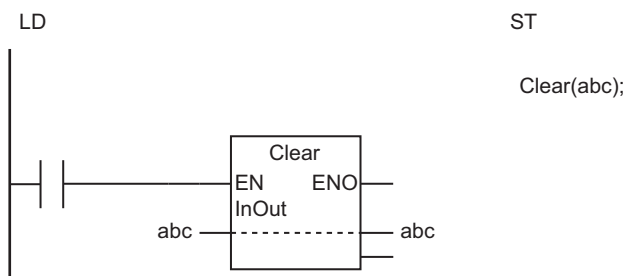 LD
ST
Clear(abc);
Clear
EN ENO
InOut
abc abc